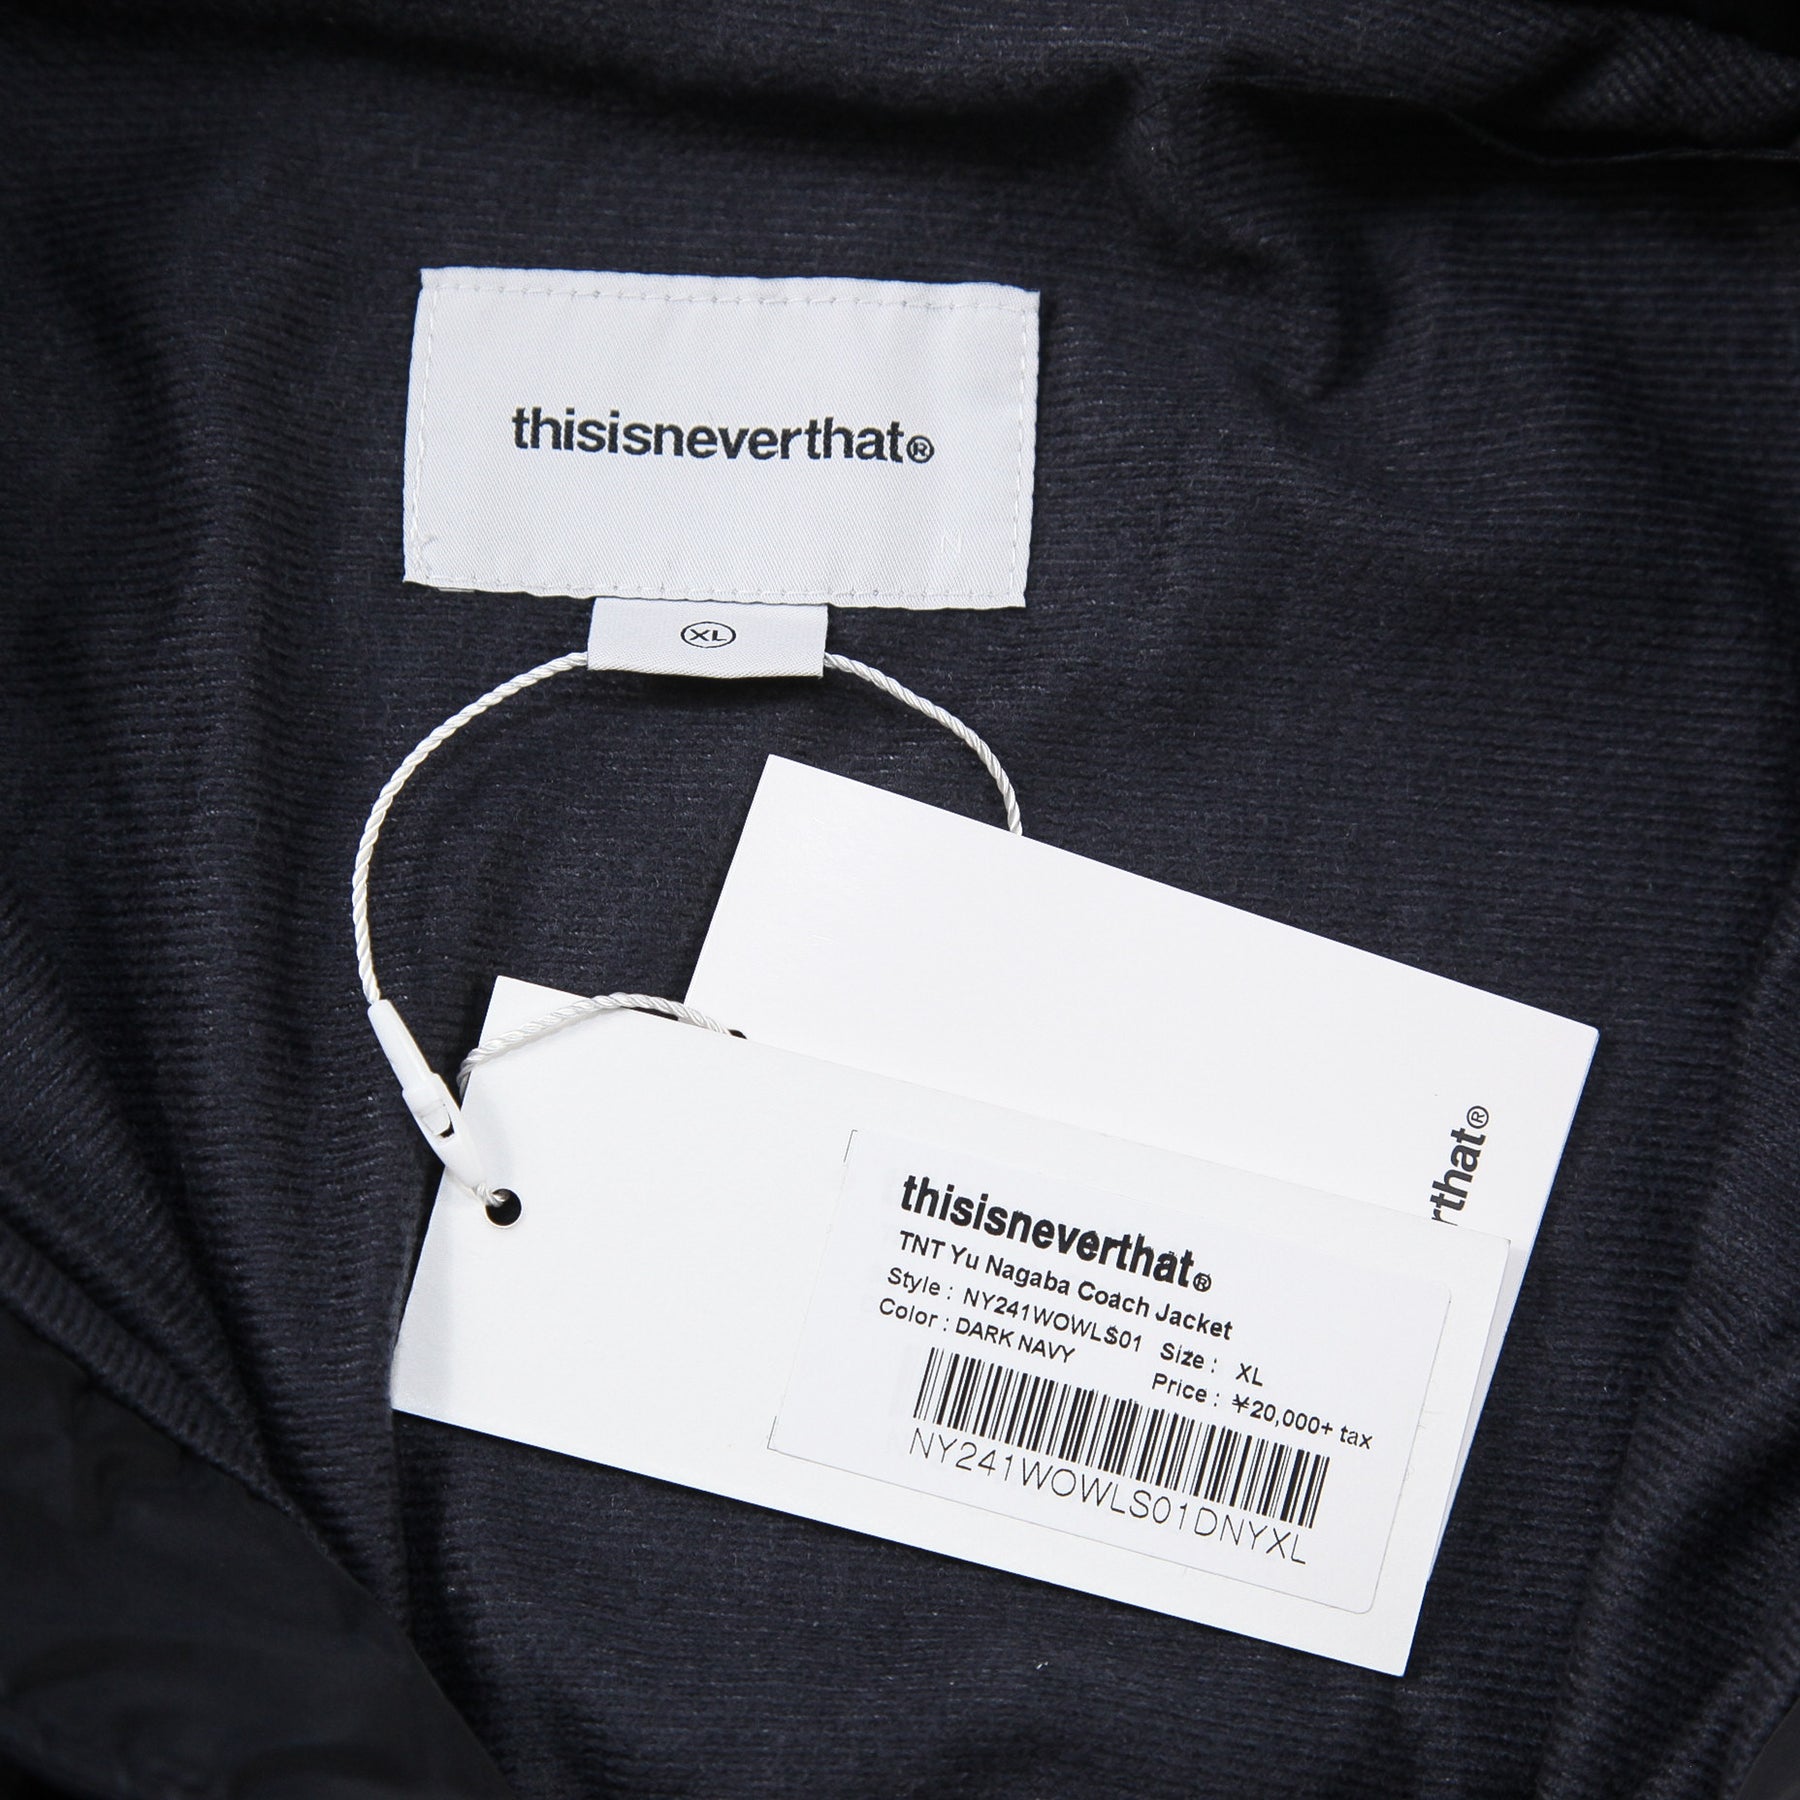 thisisneverthat®
XL
rthat®
thisisneverthat®
TNT Yu Nagaba Coach Jacket
Style : NY241WOWLS01 Size : XL
Color : DARK NAVY Price : ¥20,000+ tax
NY241WOWLS01DNYXL